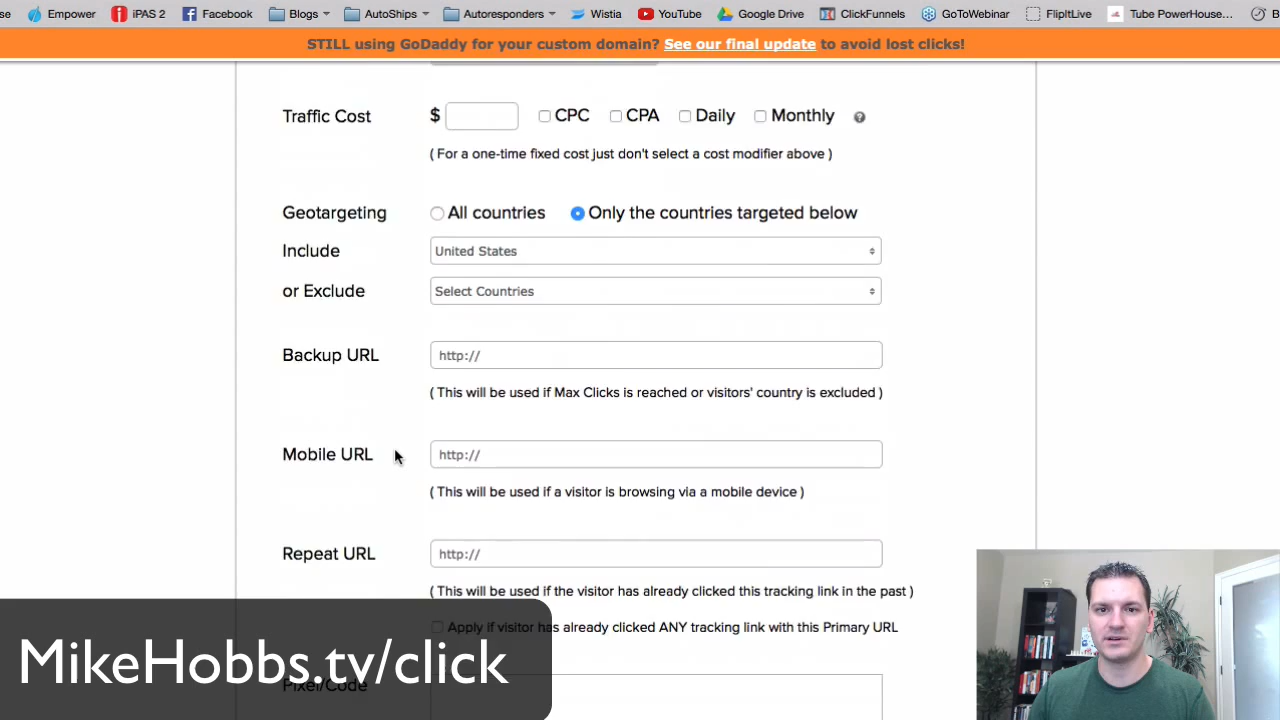 Empower iPAS 2 Facebook Blogs AutoShips Autoresponders Wistia YouTube Google Drive ClickFunnels GoToWebinar FlipItLive Tube PowerHouse...
STILL using GoDaddy for your custom domain? See our final update to avoid lost clicks!
Traffic Cost $ CPC CPA Daily Monthly ?
( For a one-time fixed cost just don't select a cost modifier above )
Geotargeting All countries Only the countries targeted below
Include United States
or Exclude Select Countries
Backup URL http://
( This will be used if Max Clicks is reached or visitors' country is excluded )
Mobile URL http://
( This will be used if a visitor is browsing via a mobile device )
Repeat URL http://
( This will be used if the visitor has already clicked this tracking link in the past )
Apply if visitor has already clicked ANY tracking link with this Primary URL
MikeHobbs.tv/click
Pixel/Code